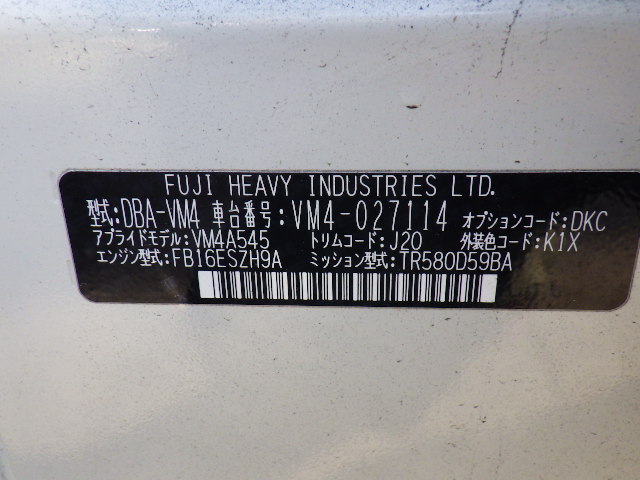 FUJI HEAVY INDUSTRIES LTD.
型式:DBA-VM4 車台番号:VM4-027114 オプションコード:DKC
アプライドモデル:VM4A545 トリムコード:J20 外装色コード:K1X
エンジン型式:FB16ESZH9A ミッション型式:TR580D59BA